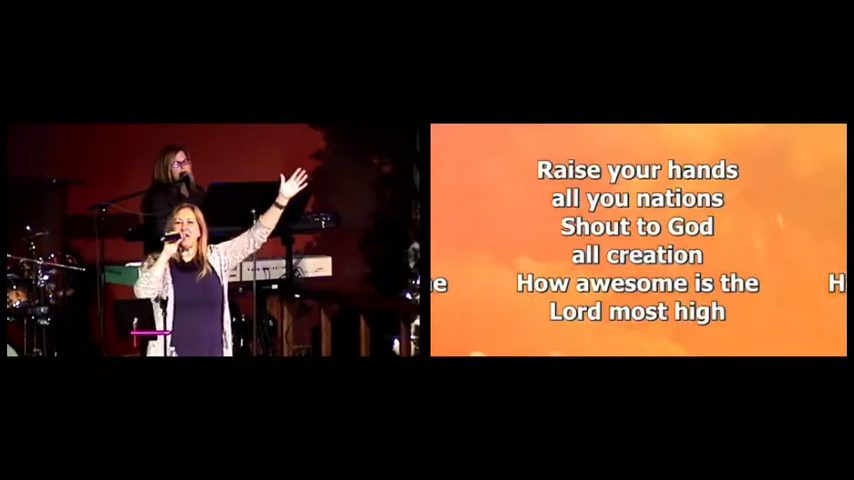 Raise your hands
all you nations
Shout to God
all creation
How awesome is the
Lord most high